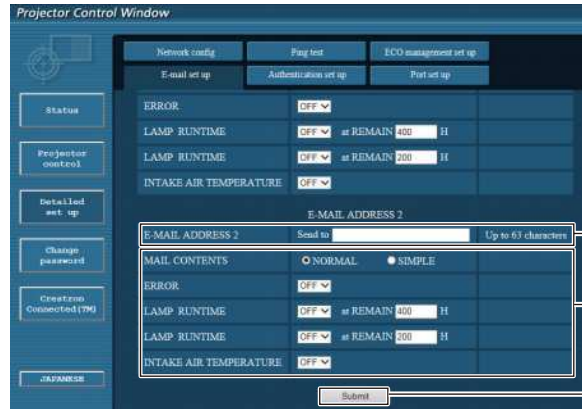 Projector Control Window
Network config Ping test ECO management set up
E-mail set up Authentication set up Port set up
Status
Projector control
Detailed set up
Change password
Crestron Connected(TM)
JAPANESE
ERROR OFF
LAMP RUNTIME OFF at REMAIN 400 H
LAMP RUNTIME OFF at REMAIN 200 H
INTAKE AIR TEMPERATURE OFF
E-MAIL ADDRESS 2
E-MAIL ADDRESS 2 Send to Up to 63 characters
MAIL CONTENTS NORMAL SIMPLE
ERROR OFF
LAMP RUNTIME OFF at REMAIN 400 H
LAMP RUNTIME OFF at REMAIN 200 H
INTAKE AIR TEMPERATURE OFF
Submit